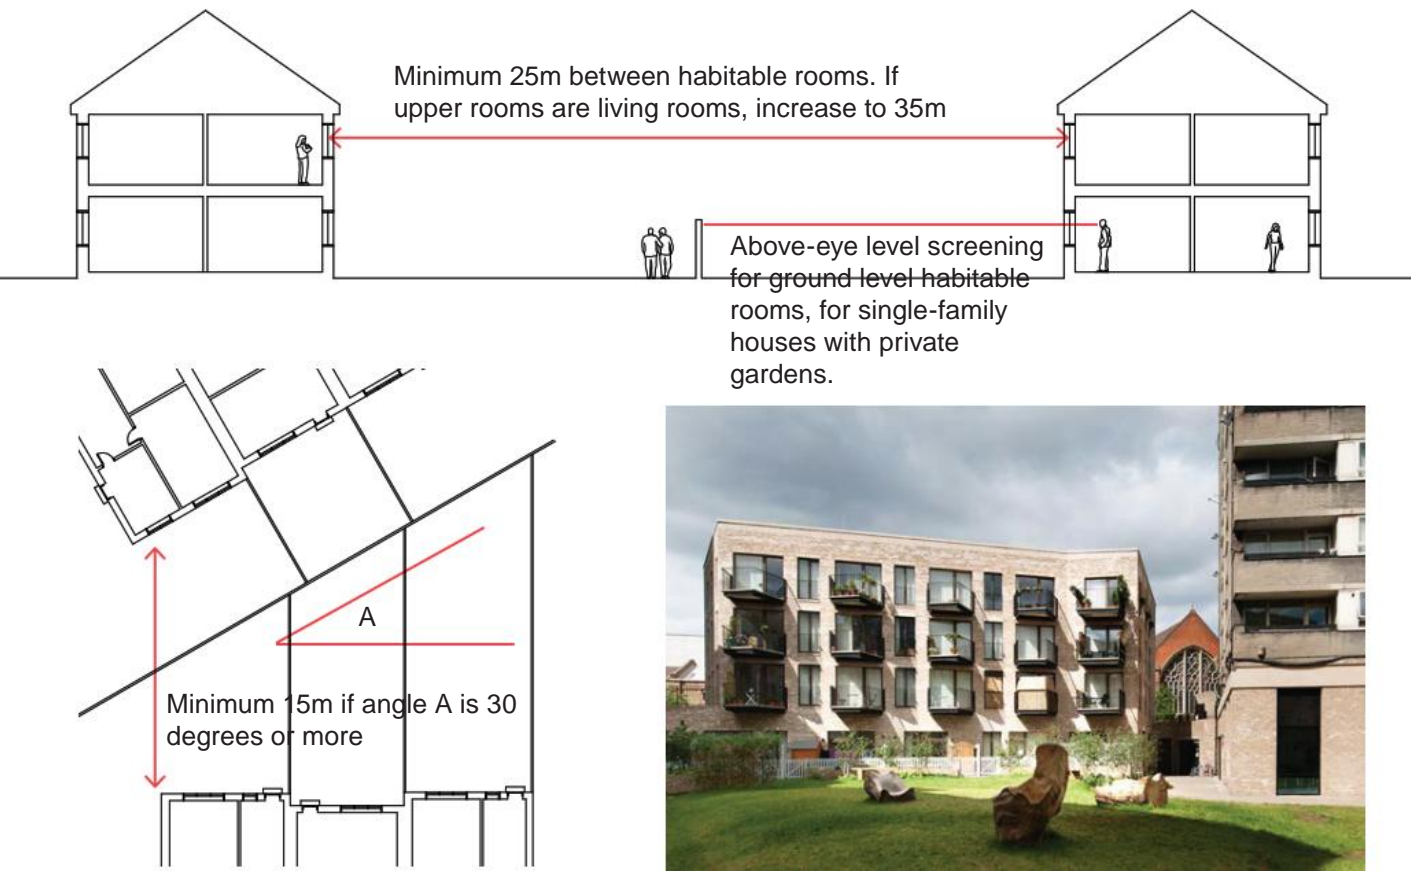 Minimum 25m between habitable rooms. If
upper rooms are living rooms, increase to 35m
Above-eye level screening
for ground level habitable
rooms, for single-family
houses with private
gardens.
A
Minimum 15m if angle A is 30
degrees or more